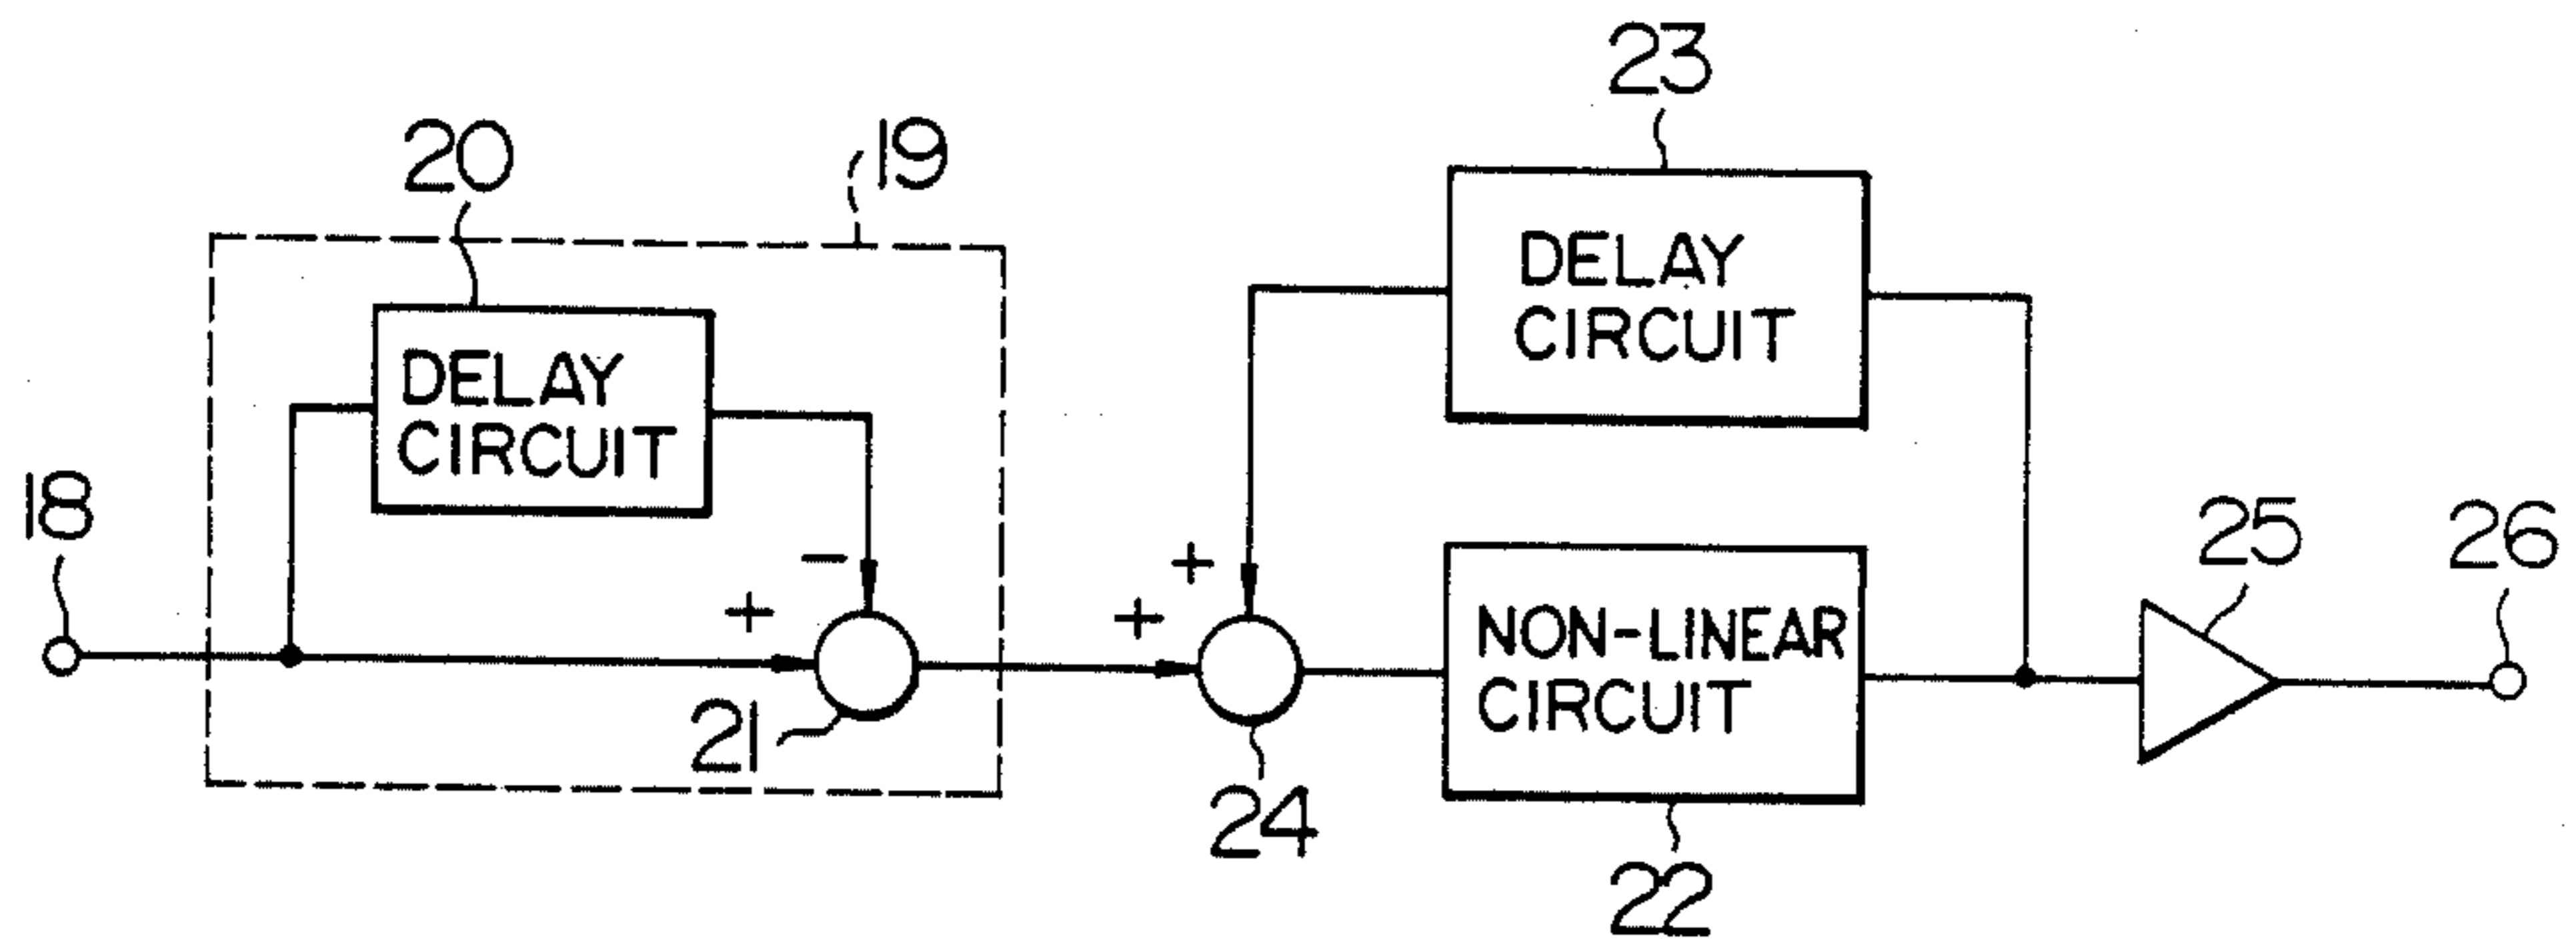 23
20
19
DELAY
CIRCUIT
DELAY
CIRCUIT
18
−
+
+
+
25
26
NON-LINEAR
CIRCUIT
21
24
22